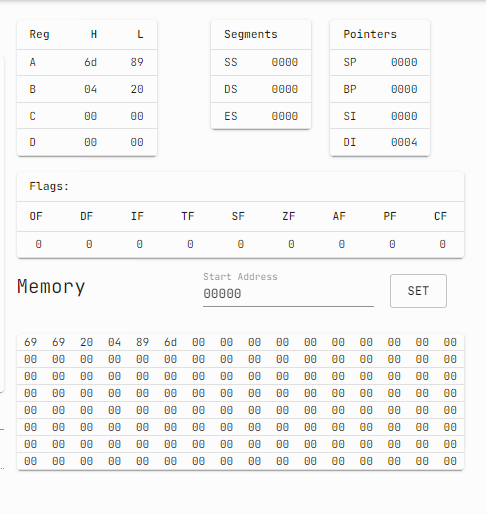 Reg H L
A 6d 89
B 04 20
C 00 00
D 00 00
Segments
SS 0000
DS 0000
ES 0000
Pointers
SP 0000
BP 0000
SI 0000
DI 0004
Flags:
OF DF IF TF SF ZF AF PF CF
0 0 0 0 0 0 0 0 0
Memory
Start Address
00000
SET
69 69 20 04 89 6d 00 00 00 00 00 00 00 00 00 00
00 00 00 00 00 00 00 00 00 00 00 00 00 00 00 00
00 00 00 00 00 00 00 00 00 00 00 00 00 00 00 00
00 00 00 00 00 00 00 00 00 00 00 00 00 00 00 00
00 00 00 00 00 00 00 00 00 00 00 00 00 00 00 00
00 00 00 00 00 00 00 00 00 00 00 00 00 00 00 00
00 00 00 00 00 00 00 00 00 00 00 00 00 00 00 00
00 00 00 00 00 00 00 00 00 00 00 00 00 00 00 00